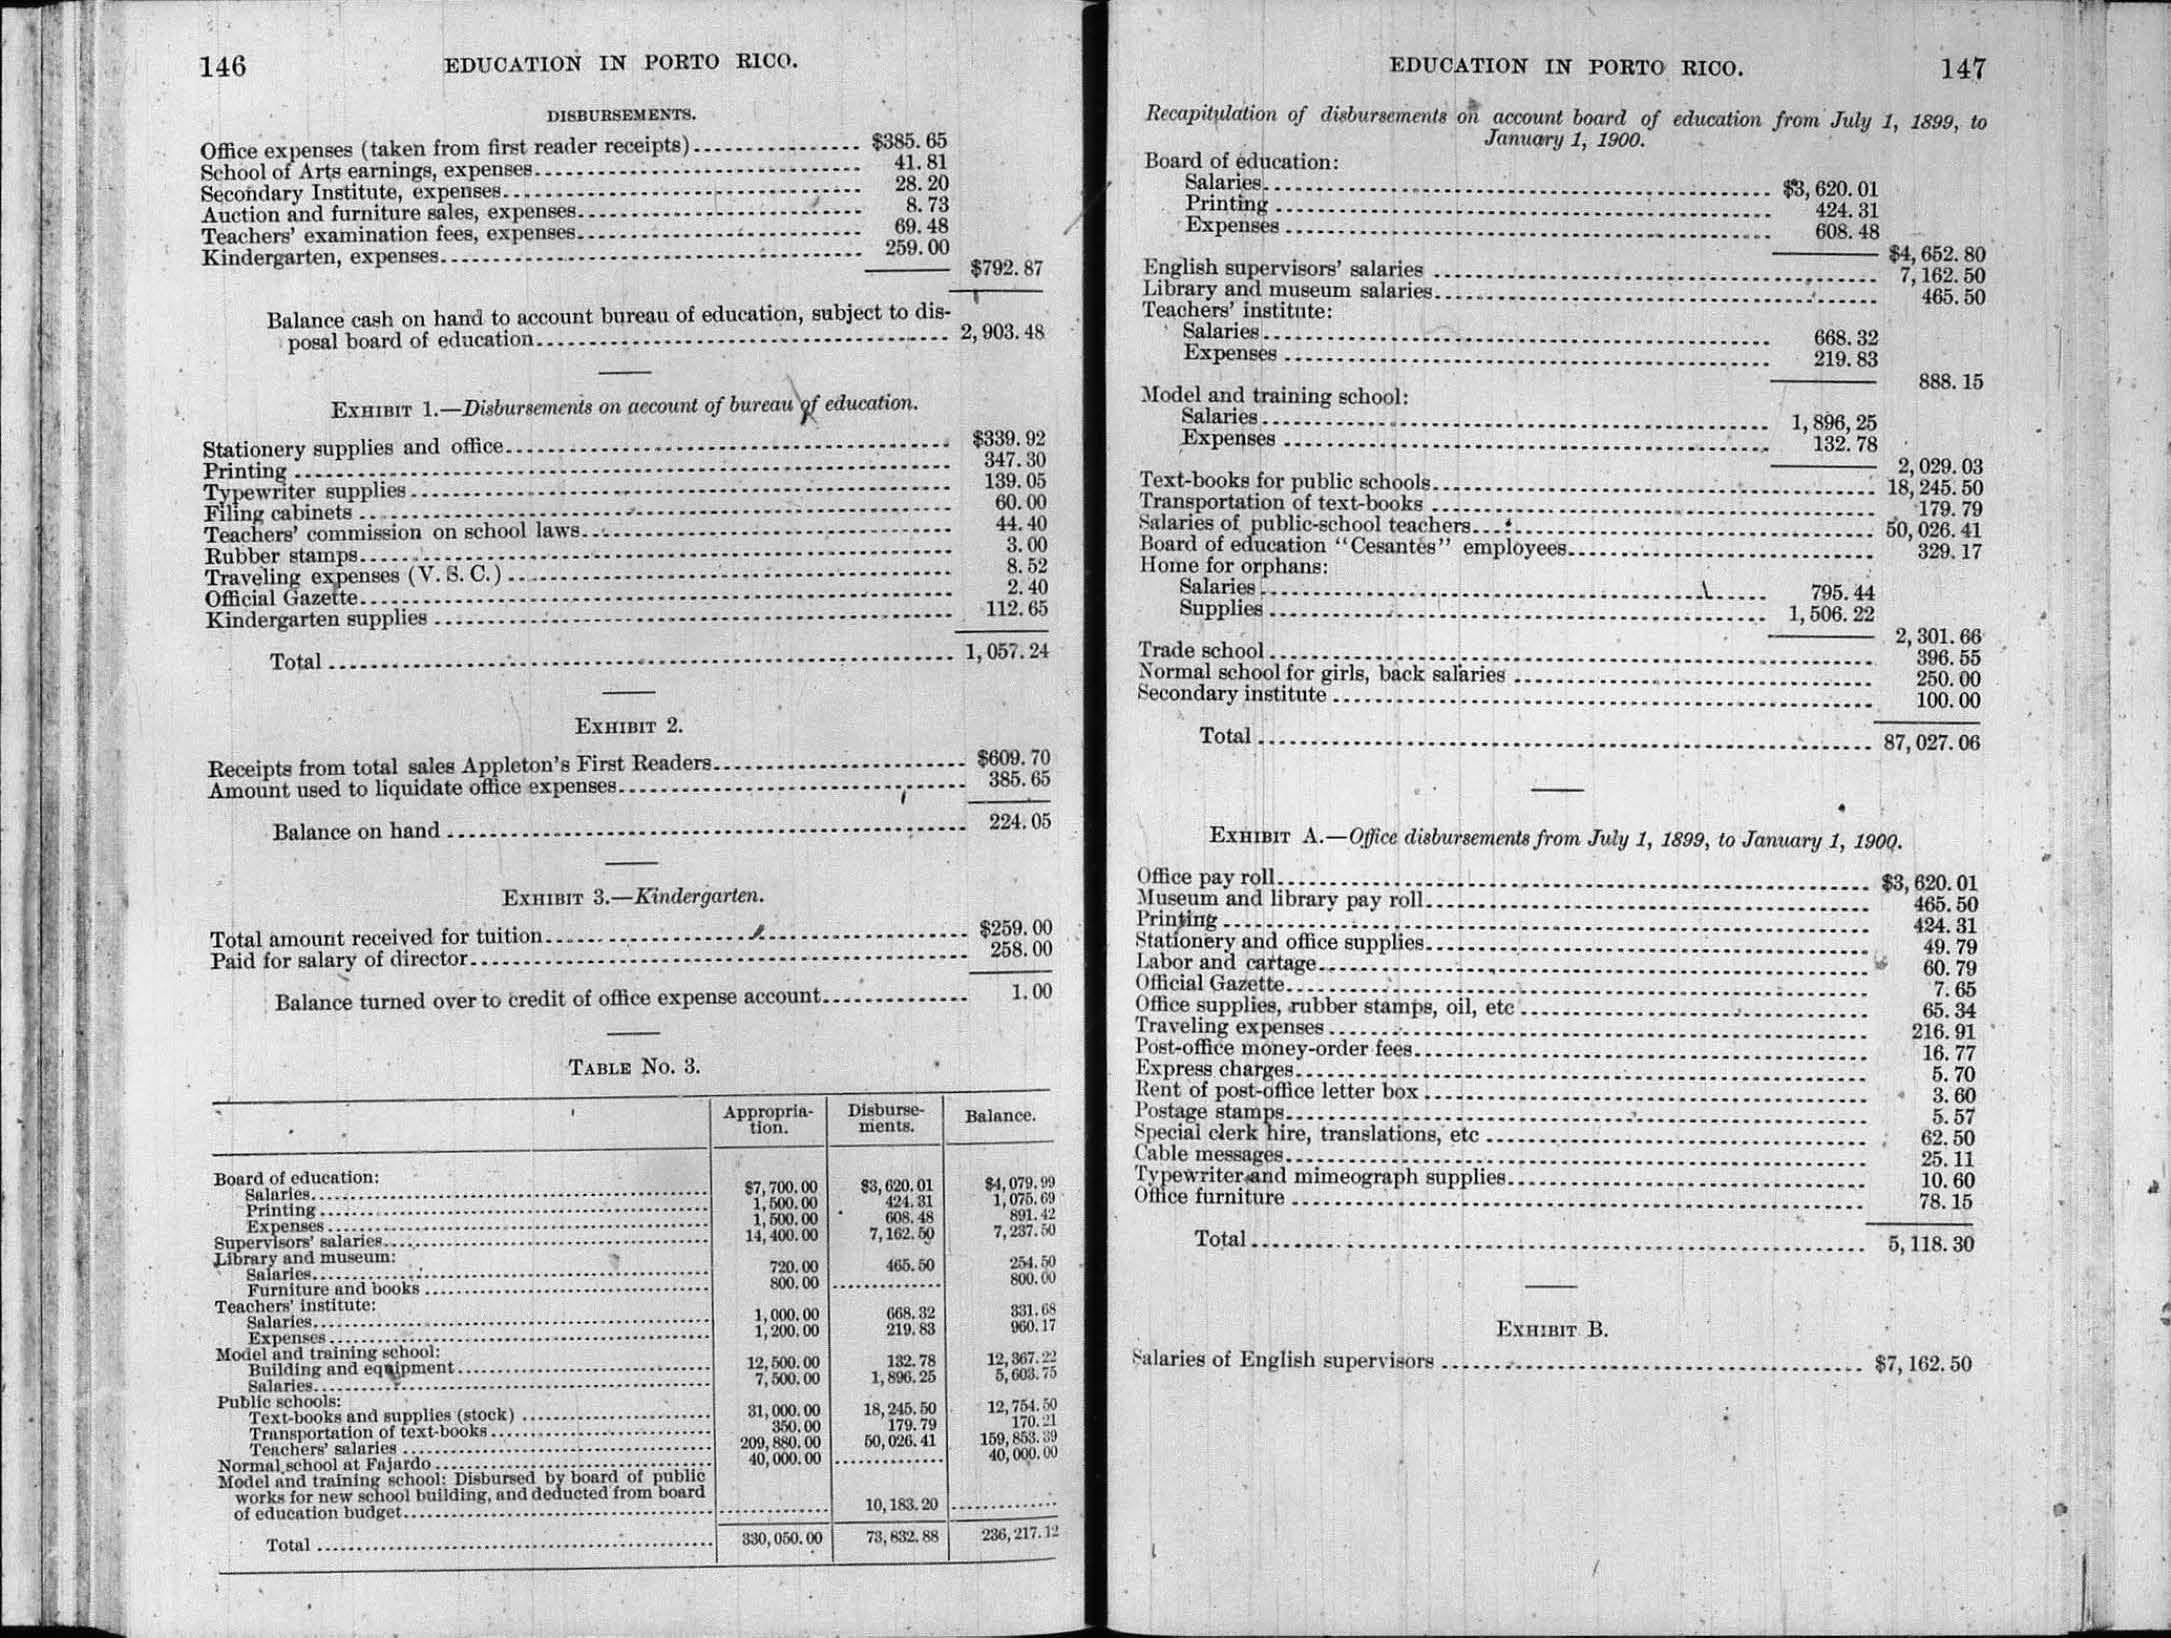 146 EDUCATION IN PORTO RICO.
DISBURSEMENTS.
Office expenses (taken from first reader receipts) $385.65
School of Arts earnings, expenses 41.81
Secondary Institute, expenses 28.20
Auction and furniture sales, expenses 8.73
Teachers' examination fees, expenses 69.48
Kindergarten, expenses 259.00
$792.87
Balance cash on hand to account bureau of education, subject to dis-
posal board of education 2,903.48
EXHIBIT 1.—Disbursements on account of bureau of education.
Stationery supplies and office $339.92
Printing 347.30
Typewriter supplies 139.05
Filing cabinets 60.00
Teachers' commission on school laws 44.40
Rubber stamps 3.00
Traveling expenses (V. S. C.) 8.52
Official Gazette 2.40
Kindergarten supplies 112.65
Total 1,057.24
EXHIBIT 2.
Receipts from total sales Appleton's First Readers $609.70
Amount used to liquidate office expenses 385.65
Balance on hand 224.05
EXHIBIT 3.—Kindergarten.
Total amount received for tuition $259.00
Paid for salary of director 258.00
Balance turned over to credit of office expense account 1.00
TABLE NO. 3.
Appropria-
tion. Disburse-
ments. Balance.
Board of education:
Salaries $7,700.00 $3,620.01 $4,079.99
Printing 1,500.00 424.31 1,075.69
Expenses 1,500.00 608.48 891.42
Supervisors' salaries 14,400.00 7,162.50 7,237.50
Library and museum:
Salaries 720.00 465.50 254.50
Furniture and books 800.00 800.00
Teachers' institute:
Salaries 1,000.00 668.32 331.68
Expenses 1,200.00 219.83 960.17
Model and training school:
Building and equipment 12,500.00 132.78 12,367.22
Salaries 7,500.00 1,896.25 5,603.75
Public schools:
Text-books and supplies (stock) 31,000.00 18,245.50 12,754.50
Transportation of text-books 350.00 179.79 170.21
Teachers' salaries 209,880.00 50,026.41 159,853.39
Normal school at Fajardo 40,000.00 40,000.00
Model and training school: Disbursed by board of public
works for new school building, and deducted from board
of education budget 10,183.20
Total 330,050.00 73,832.88 236,217.12
EDUCATION IN PORTO RICO. 147
Recapitulation of disbursements on account board of education from July 1, 1899, to
January 1, 1900.
Board of education:
Salaries $3,620.01
Printing 424.31
Expenses 608.48
$4,652.80
English supervisors' salaries 7,162.50
Library and museum salaries 465.50
Teachers' institute:
Salaries 668.32
Expenses 219.83
888.15
Model and training school:
Salaries 1,896,25
Expenses 132.78
2,029.03
Text-books for public schools 18,245.50
Transportation of text-books 179.79
Salaries of public-school teachers 50,026.41
Board of education "Cesantes" employees 329.17
Home for orphans:
Salaries 795.44
Supplies 1,506.22
2,301.66
Trade school 396.55
Normal school for girls, back salaries 250.00
Secondary institute 100.00
Total 87,027.06
EXHIBIT A.—Office disbursements from July 1, 1899, to January 1, 1900.
Office pay roll $3,620.01
Museum and library pay roll 465.50
Printing 424.31
Stationery and office supplies 49.79
Labor and cartage 60.79
Official Gazette 7.65
Office supplies, rubber stamps, oil, etc 65.34
Traveling expenses 216.91
Post-office money-order fees 16.77
Express charges 5.70
Rent of post-office letter box 3.60
Postage stamps 5.57
Special clerk hire, translations, etc 62.50
Cable messages 25.11
Typewriter and mimeograph supplies 10.60
Office furniture 78.15
Total 5,118.30
EXHIBIT B.
Salaries of English supervisors $7,162.50